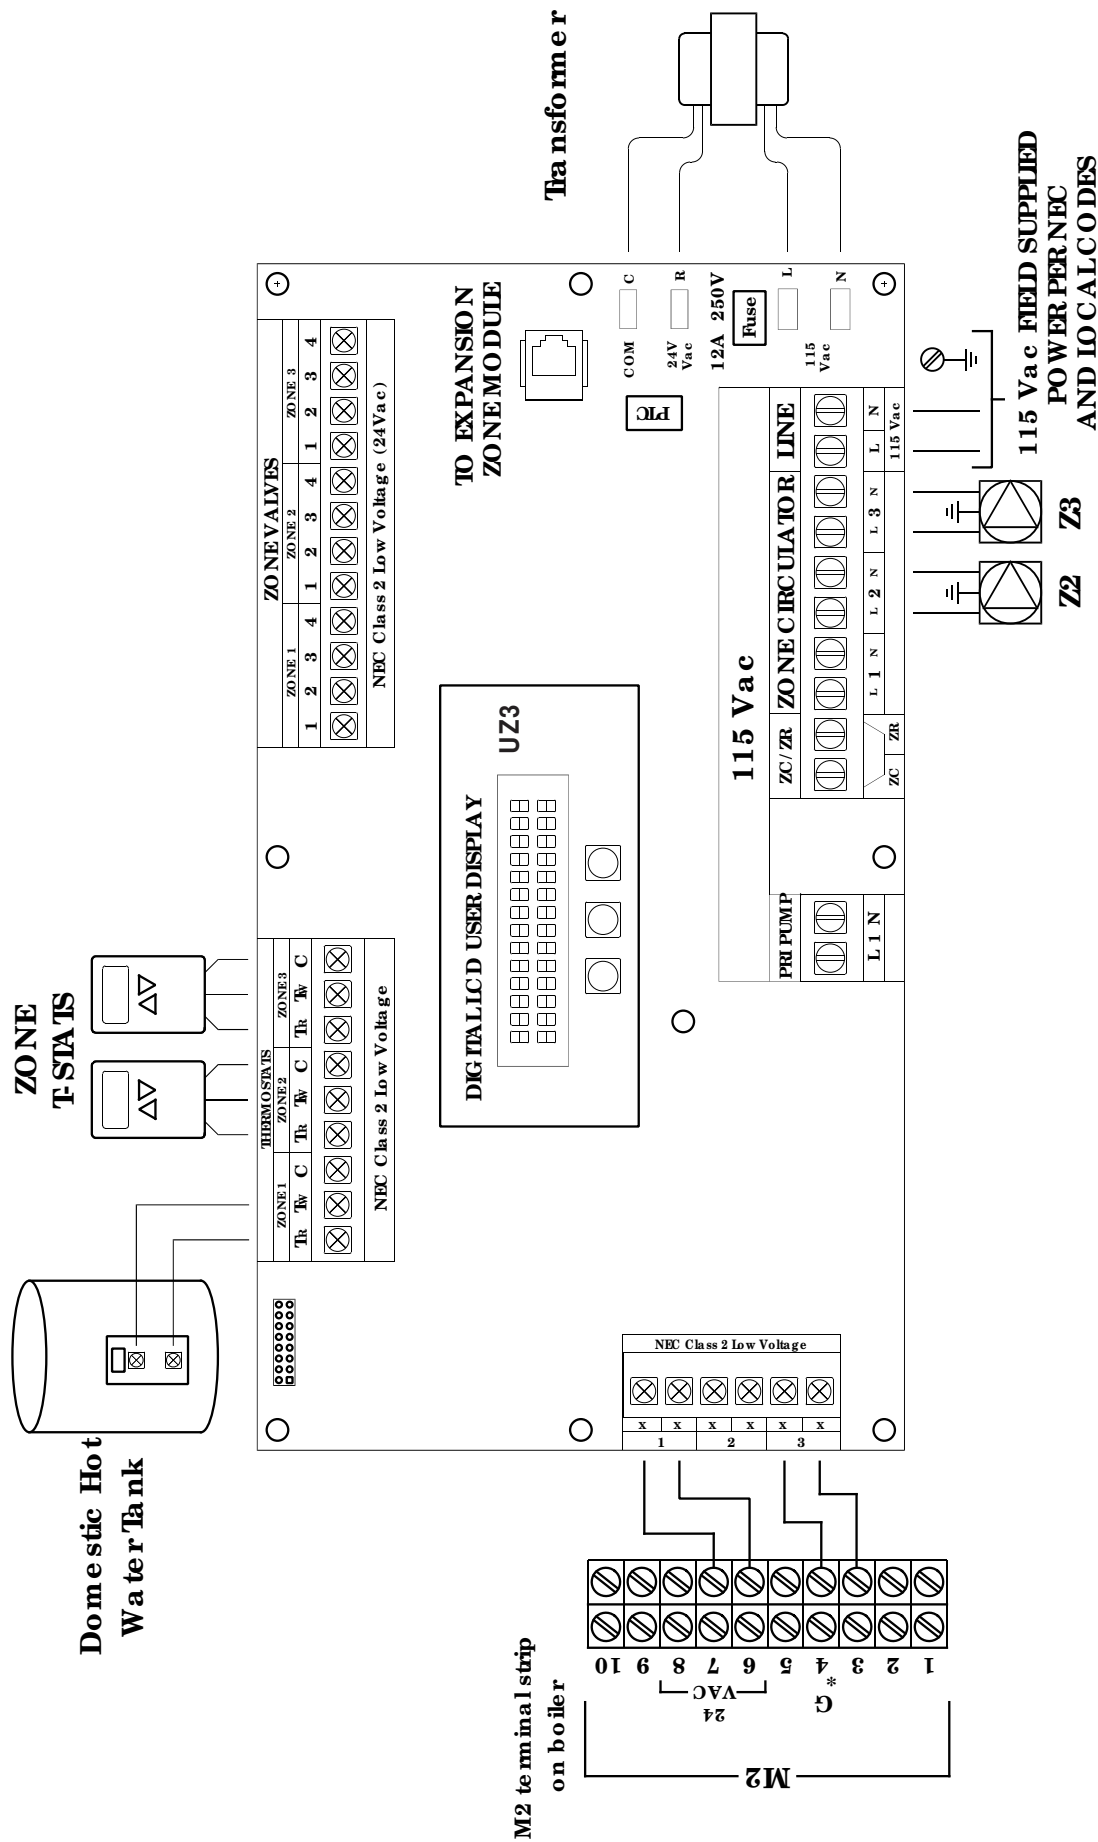 Transformer
115 Vac FIELD SUPPLIED
POWER PER NEC
AND LOCAL CODES
ZONE VALVES
ZONE 1 ZONE 2 ZONE 3
1 2 3 4 1 2 3 4 1 2 3 4
NEC Class 2 Low Voltage (24Vac)
TO EXPANSION
ZONE MODULE
COM C
24V
Vac
R
12A 250V
Fuse
115
Vac
L
N
PTC
115 Vac
PRI PUMP ZC/ZR ZONE CIRCULATOR LINE
L 1 N ZC ZR L 1 N L 2 N L 3 N L N
115 Vac
Z2 Z3
DIGITAL LCD USER DISPLAY UZ3
ZONE
T-STATS
THERMOSTATS
ZONE 1 ZONE 2 ZONE 3
TR TW C TR TW C TR TW C
NEC Class 2 Low Voltage
Domestic Hot
Water Tank
NEC Class 2 Low Voltage
x x x x x x
1 2 3
M2 terminal strip
on boiler
10 9 8 7 6 5 4 3 2 1
24
VAC
*
G
M2